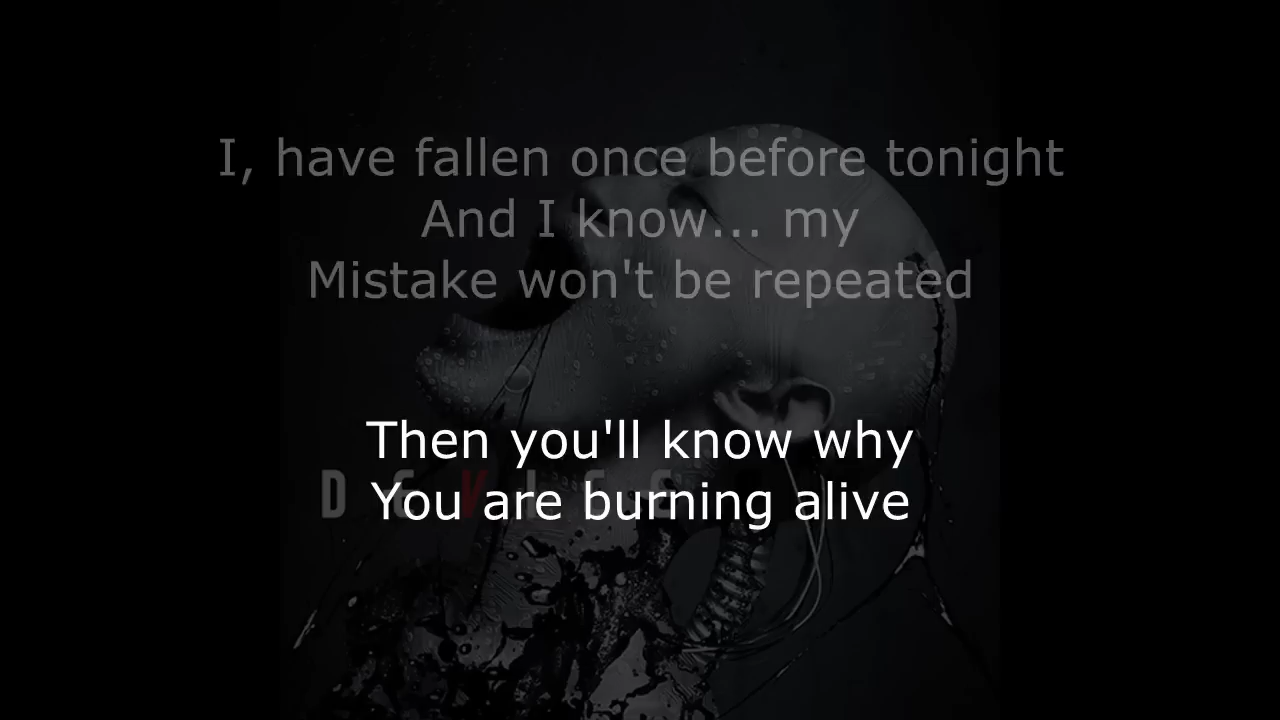 I, have fallen once before tonight
And I know... my
Mistake won't be repeated
Then you'll know why
DEVICE
You are burning alive